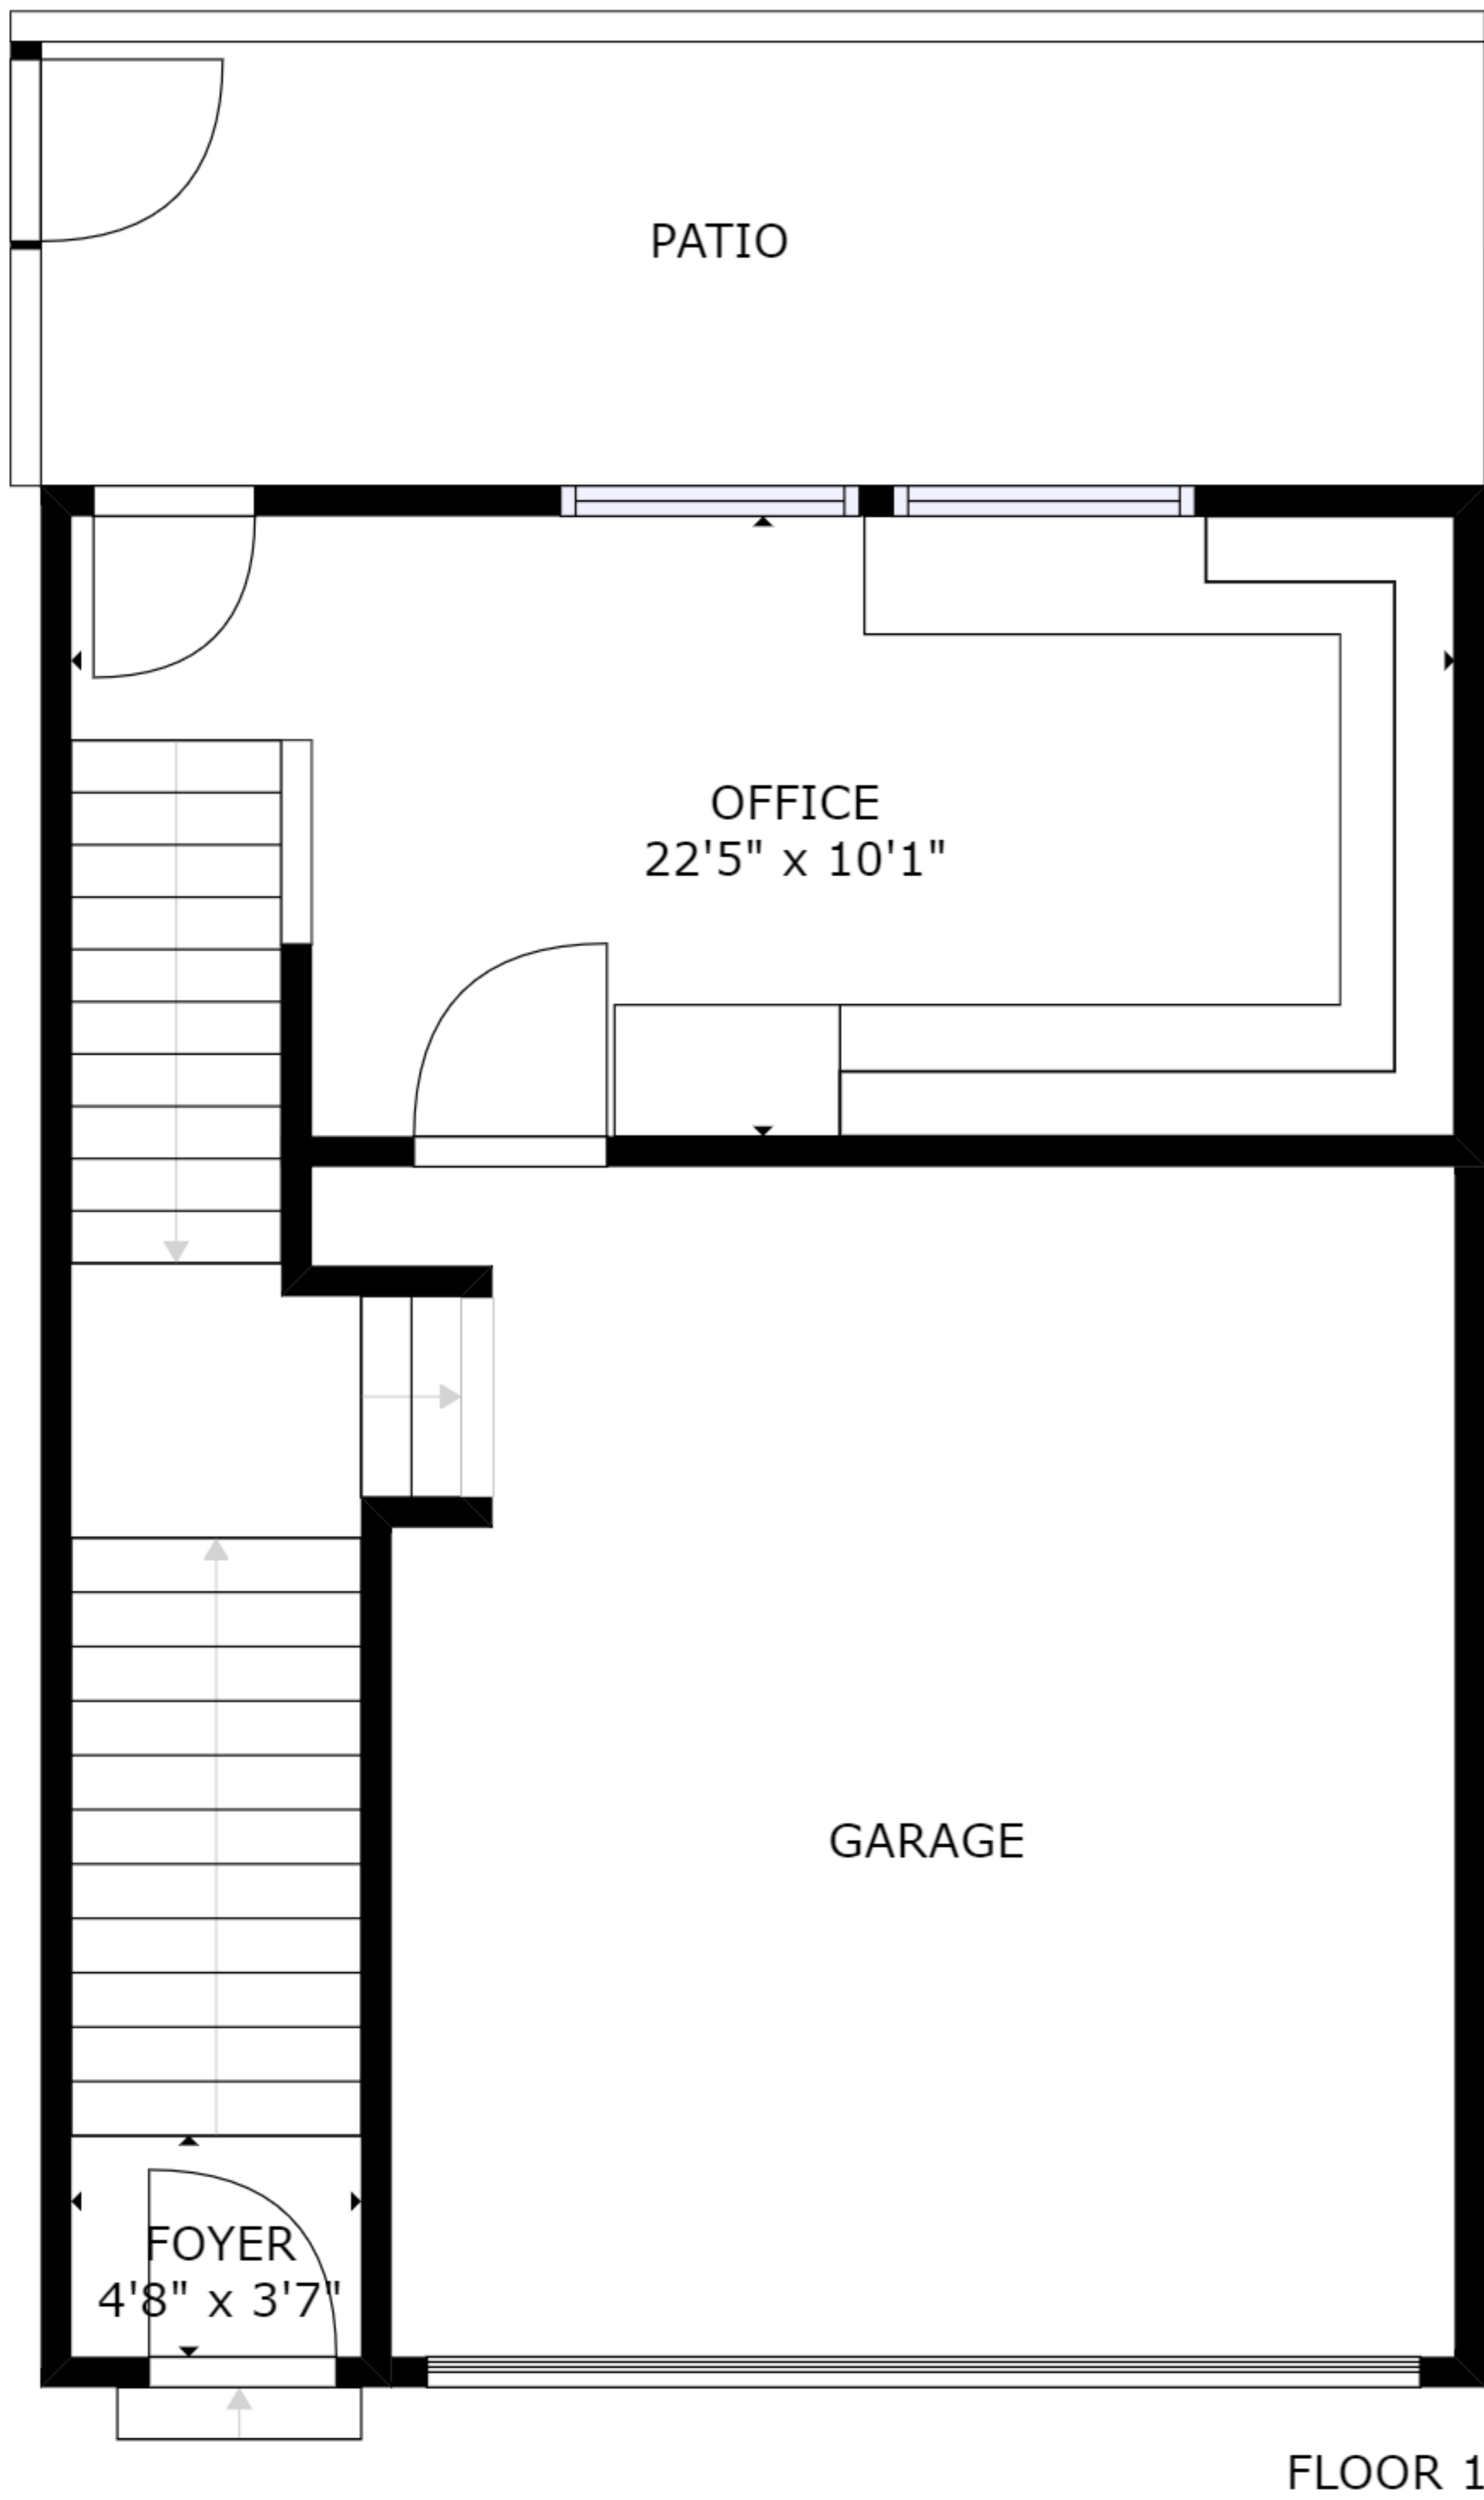 PATIO
OFFICE
22'5" x 10'1"
GARAGE
FOYER
4'8" x 3'7"
FLOOR 1